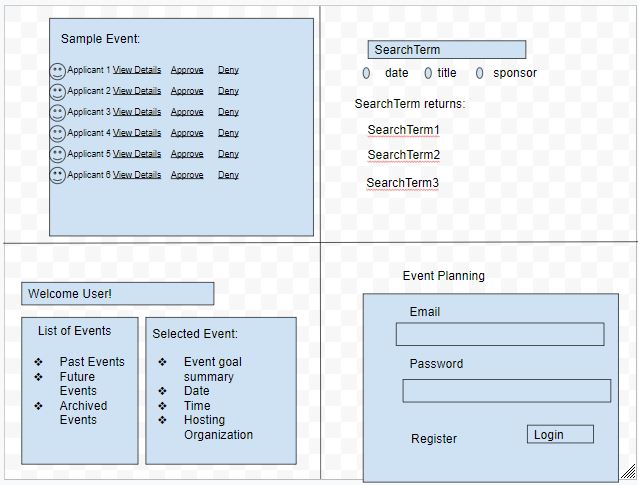 Sample Event:
Applicant 1 View Details Approve Deny
Applicant 2 View Details Approve Deny
Applicant 3 View Details Approve Deny
Applicant 4 View Details Approve Deny
Applicant 5 View Details Approve Deny
Applicant 6 View Details Approve Deny
SearchTerm
date title sponsor
SearchTerm returns:
SearchTerm1
SearchTerm2
SearchTerm3
Welcome User!
List of Events
Past Events
Future
Events
Archived
Events
Selected Event:
Event goal
summary
Date
Time
Hosting
Organization
Event Planning
Email
Password
Register Login